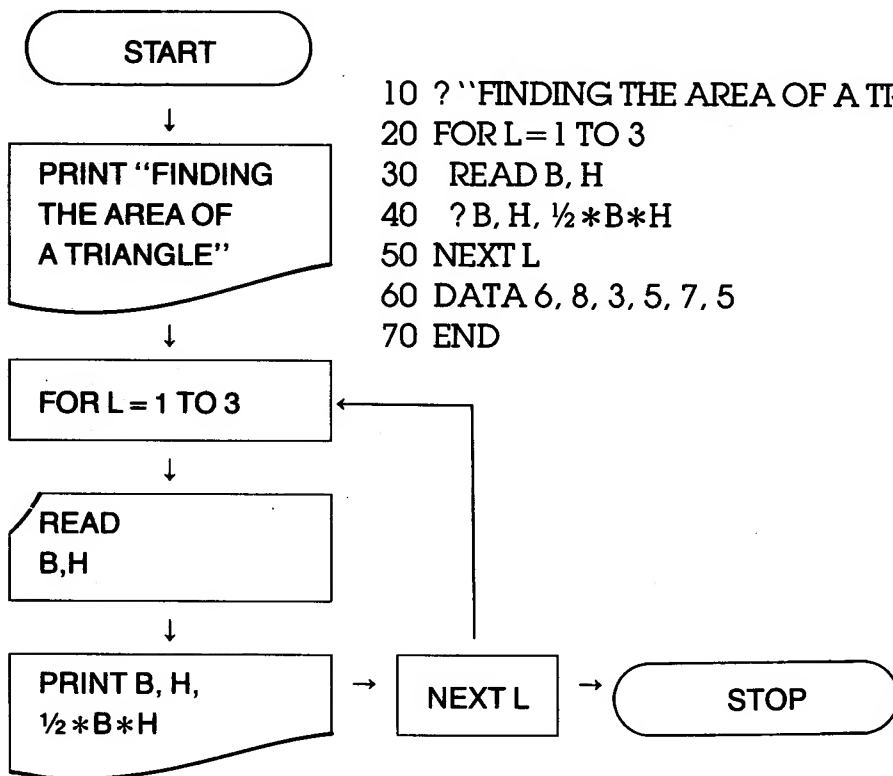 START
PRINT “FINDING
THE AREA OF
A TRIANGLE”
FOR L = 1 TO 3
READ
B,H
PRINT B, H,
½*B*H
NEXT L
STOP
10 ? “FINDING THE AREA OF A
20 FOR L = 1 TO 3
30 READ B, H
40 ? B, H, ½*B*H
50 NEXT L
60 DATA 6, 8, 3, 5, 7, 5
70 END